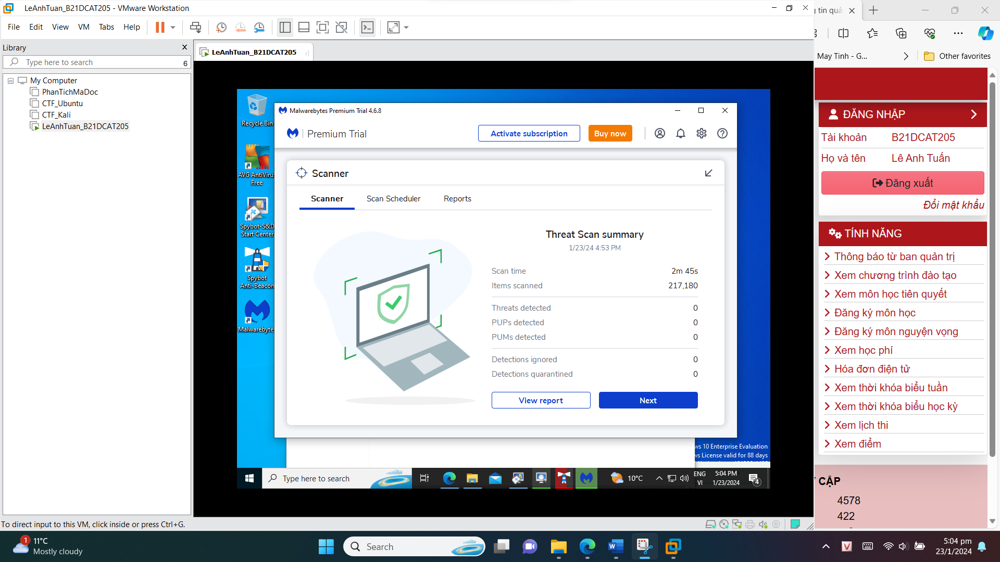 LeAnhTuan_B21DCAT205 - VMware Workstation
File Edit View VM Tabs Help
Library
Type here to search 6
My Computer
PhanTichMaDoc
CTF_Ubuntu
CTF_Kali
LeAnhTuan_B21DCAT205
LeAnhTuan_B21DCAT205
Recycle Bin
AVG AntiViru
Free
Spybot-S&D
Start Center
Spybot
Anti-Beacon
Malwarebyte
Malwarebytes Premium Trial 4.6.8
Premium Trial
Activate subscription
Buy now
Scanner
Scanner Scan Scheduler Reports
Threat Scan summary
1/23/24 4:53 PM
Scan time 2m 45s
Items scanned 217,180
Threats detected 0
PUPs detected 0
PUMs detected 0
Detections ignored 0
Detections quarantined 0
View report Next
ws 10 Enterprise Evaluation
ws License valid for 88 days
Type here to search
10°C
ENG
VI
5:04 PM
1/23/2024
4
To direct input to this VM, click inside or press Ctrl+G.
tin quả
May Tinh - G...
Other favorites
ĐĂNG NHẬP
Tài khoản B21DCAT205
Họ và tên Lê Anh Tuấn
Đăng xuất
Đổi mật khẩu
TÍNH NĂNG
Thông báo từ ban quản trị
Xem chương trình đào tạo
Xem môn học tiên quyết
Đăng ký môn học
Đăng ký môn nguyện vọng
Xem học phí
Hóa đơn điện tử
Xem thời khóa biểu tuần
Xem thời khóa biểu học kỳ
Xem lịch thi
Xem điểm
CẬP
4578
422
1
11°C
Mostly cloudy
Search
5:04 pm
23/1/2024